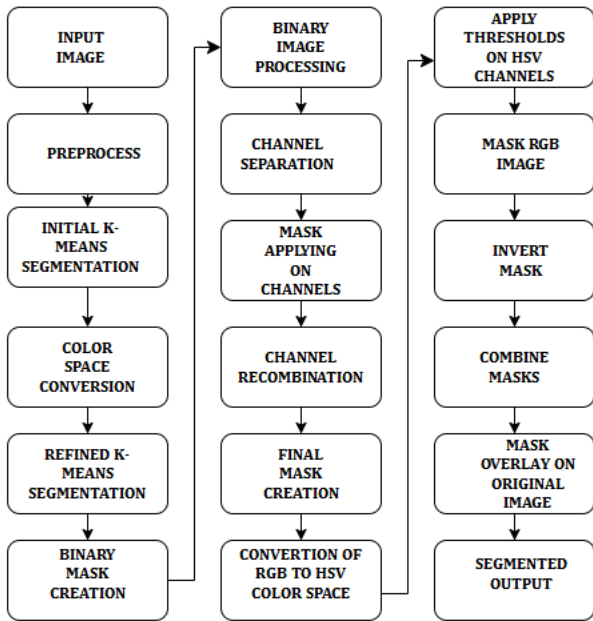 INPUT
IMAGE
PREPROCESS
INITIAL K-
MEANS
SEGMENTATION
COLOR
SPACE
CONVERSION
REFINED K-
MEANS
SEGMENTATION
BINARY
MASK
CREATION
BINARY
IMAGE
PROCESSING
CHANNEL
SEPARATION
MASK
APPLYING
ON
CHANNELS
CHANNEL
RECOMBINATION
FINAL
MASK
CREATION
CONVERTION OF
RGB TO HSV
COLOR SPACE
APPLY
THRESHOLDS
ON HSV
CHANNELS
MASK RGB
IMAGE
INVERT
MASK
COMBINE
MASKS
MASK
OVERLAY ON
ORIGINAL
IMAGE
SEGMENTED
OUTPUT